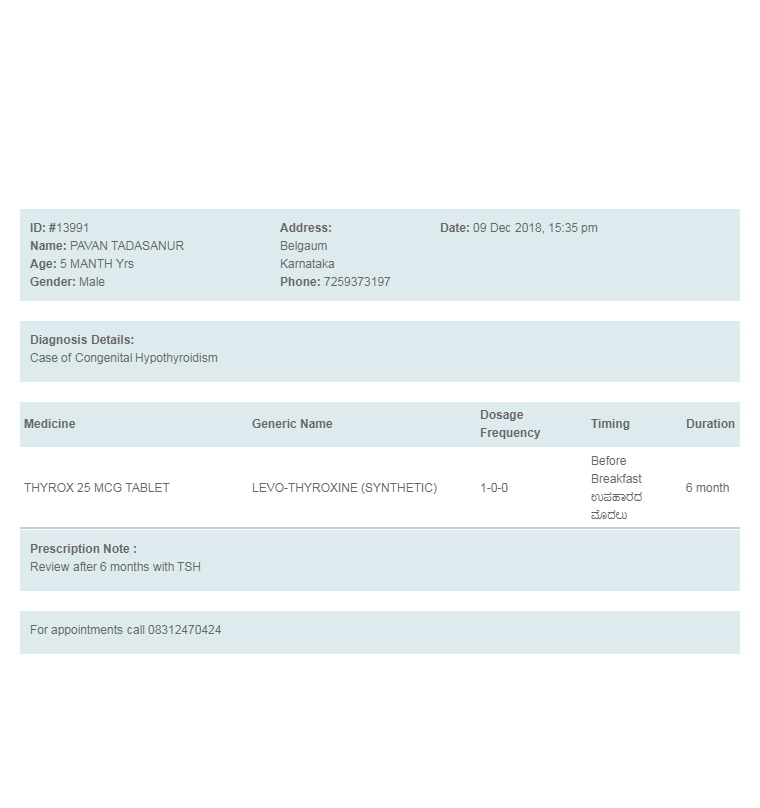 ID: #13991
Name: PAVAN TADASANUR
Age: 5 MANTH Yrs
Gender: Male
Address:
Belgaum
Karnataka
Phone: 7259373197
Date: 09 Dec 2018, 15:35 pm
Diagnosis Details:
Case of Congenital Hypothyroidism
Medicine Generic Name Dosage Frequency Timing Duration
THYROX 25 MCG TABLET LEVO-THYROXINE (SYNTHETIC) 1-0-0 Before Breakfast ಉಪಹಾರದ ಮೊದಲು 6 month
Prescription Note :
Review after 6 months with TSH
For appointments call 08312470424